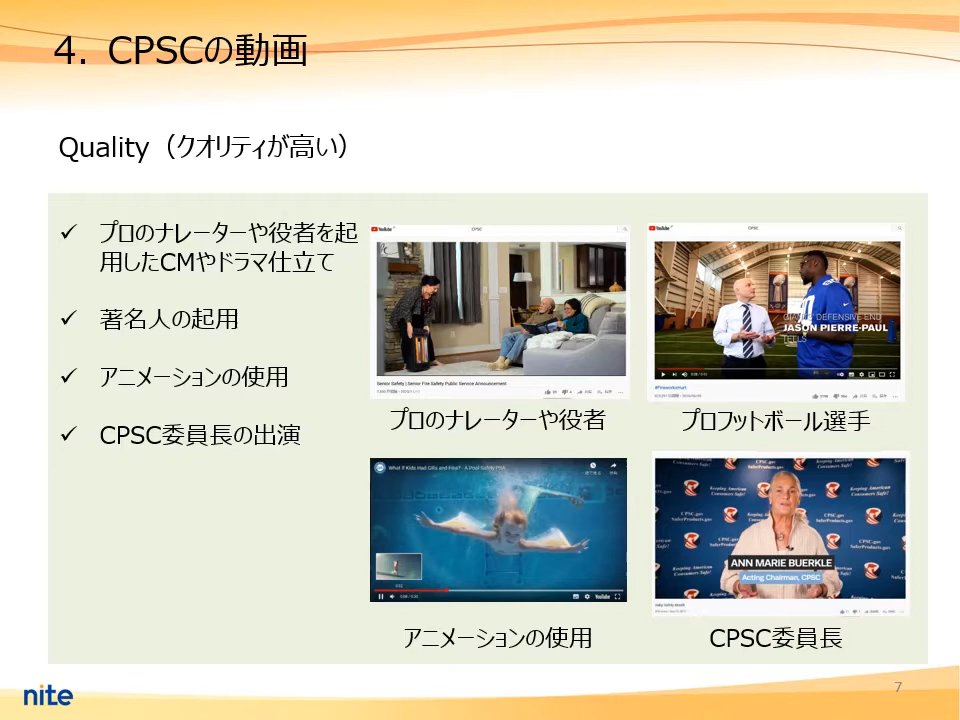 4. CPSCの動画
Quality（クオリティが高い）
✓ プロのナレーターや役者を起
用したCMやドラマ仕立て
✓ 著名人の起用
✓ アニメーションの使用
✓ CPSC委員長の出演
YouTube
CPSC
Senior Safety | Senior Fire Safety Public Service Announcement
プロのナレーターや役者
YouTube
CPSC
GIANTS' DEFENSIVE END
JASON PIERRE-PAUL
TELLS
#FireworksHurt
プロフットボール選手
What If Kids Had Gills and Fins? - A Pool Safety PSA
YouTube
アニメーションの使用
CPSC.gov
SaferProducts.gov
Keeping American
Consumers Safe!
ANN MARIE BUERKLE
Acting Chairman, CPSC
CPSC委員長
nite
7